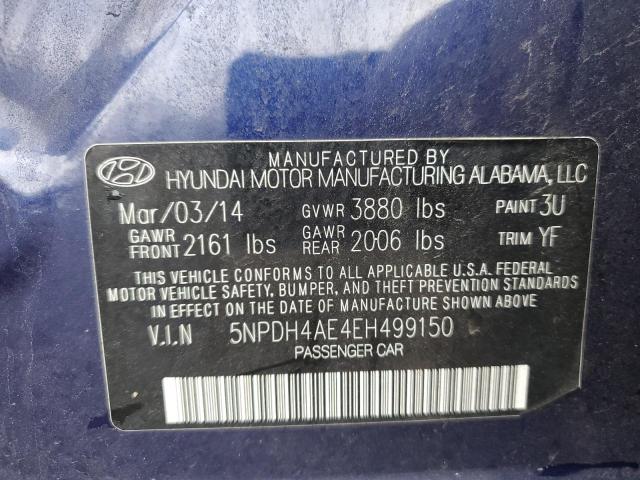 MANUFACTURED BY
HYUNDAI MOTOR MANUFACTURING ALABAMA, LLC
Mar/03/14 GVWR 3880 lbs PAINT 3U
GAWR FRONT 2161 lbs GAWR REAR 2006 lbs TRIM YF
THIS VEHICLE CONFORMS TO ALL APPLICABLE U.S.A. FEDERAL
MOTOR VEHICLE SAFETY, BUMPER, AND THEFT PREVENTION STANDARDS
IN EFFECT ON THE DATE OF MANUFACTURE SHOWN ABOVE.
V.I.N 5NPDH4AE4EH499150
PASSENGER CAR